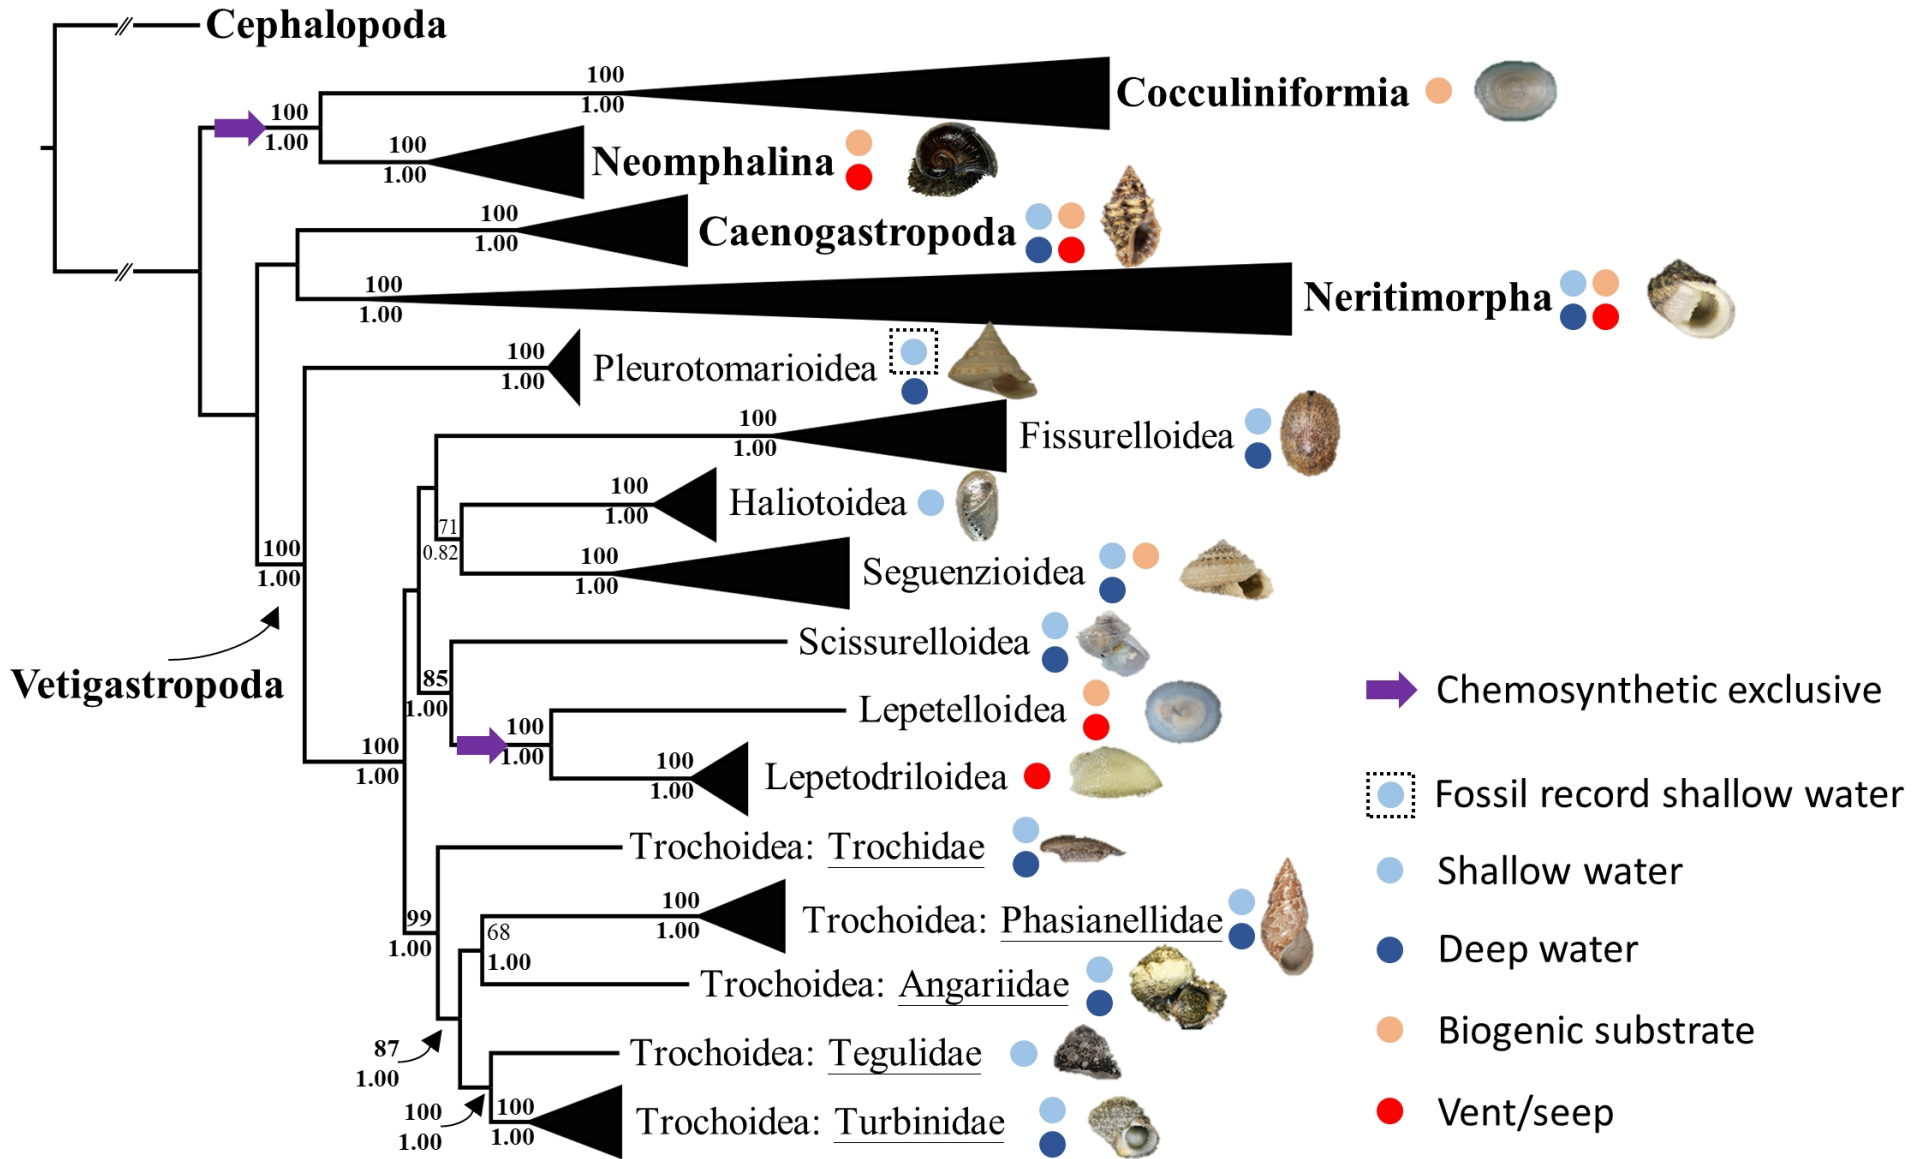 Cephalopoda
100
1.00
Cocculiniformia
100
1.00
100
1.00
Neomphalina
100
1.00
Caenogastropoda
100
1.00
Neritimorpha
100
1.00
Pleurotomarioidea
100
1.00
Fissurelloidea
100
1.00
Haliotoidea
71
0.82
100
1.00
Seguenzioidea
100
1.00
Vetigastropoda
Scissurelloidea
85
1.00
Lepetelloidea
100
1.00
100
1.00
Lepetodriloidea
100
1.00
Trochoidea: Trochidae
99
1.00
100
1.00
Trochoidea: Phasianellidae
68
1.00
Trochoidea: Angariidae
87
1.00
Trochoidea: Tegulidae
100
1.00
100
1.00
Trochoidea: Turbinidae
Chemosynthetic exclusive
Fossil record shallow water
Shallow water
Deep water
Biogenic substrate
Vent/seep